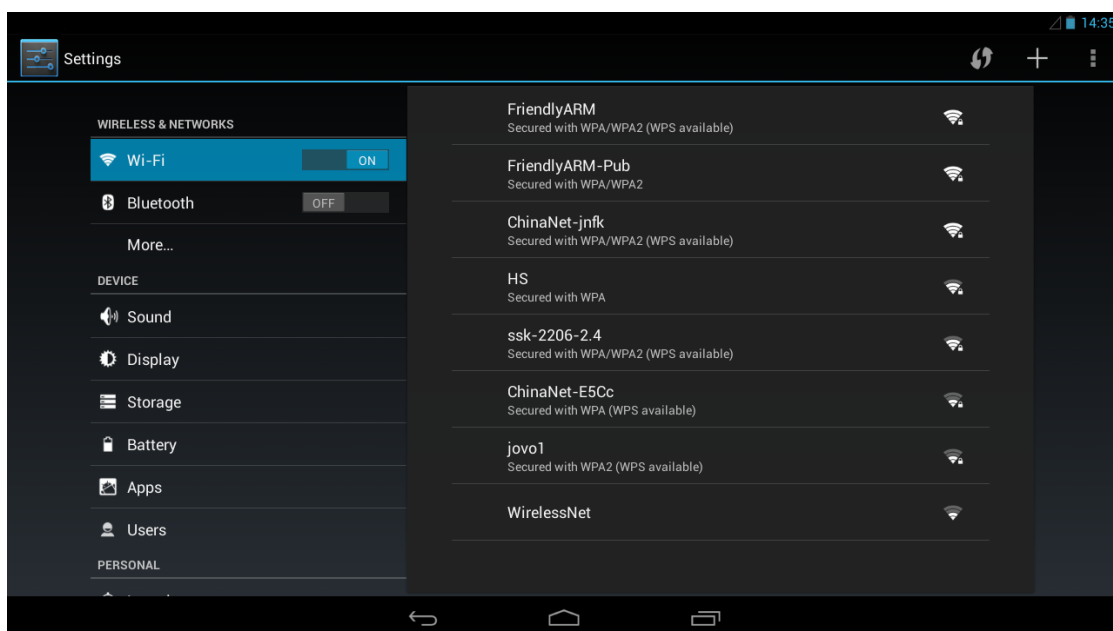 14:35
Settings
WIRELESS & NETWORKS
Wi-Fi ON
Bluetooth OFF
More...
DEVICE
Sound
Display
Storage
Battery
Apps
Users
PERSONAL
FriendlyARM
Secured with WPA/WPA2 (WPS available)
FriendlyARM-Pub
Secured with WPA/WPA2
ChinaNet-jnfk
Secured with WPA/WPA2 (WPS available)
HS
Secured with WPA
ssk-2206-2.4
Secured with WPA/WPA2 (WPS available)
ChinaNet-E5Cc
Secured with WPA (WPS available)
jovo1
Secured with WPA2 (WPS available)
WirelessNet